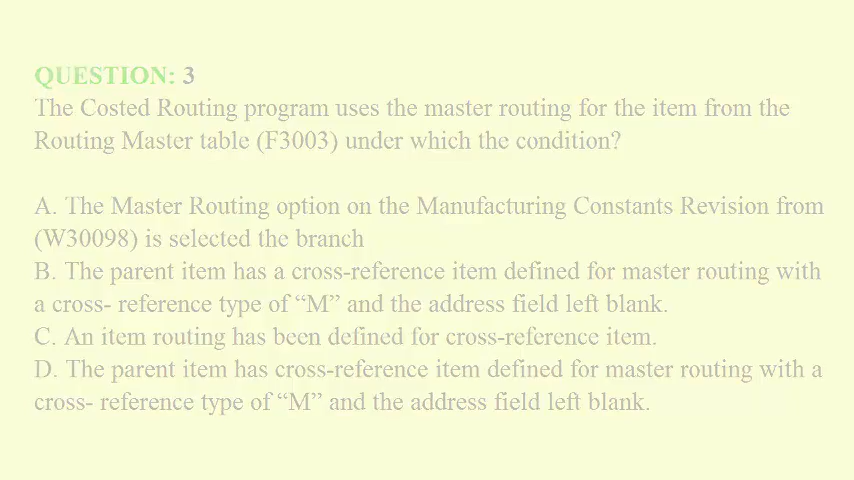 QUESTION: 3
The Costed Routing program uses the master routing for the item from the
Routing Master table (F3003) under which the condition?
A. The Master Routing option on the Manufacturing Constants Revision from
(W30098) is selected the branch
B. The parent item has a cross-reference item defined for master routing with
a cross- reference type of “M” and the address field left blank.
C. An item routing has been defined for cross-reference item.
D. The parent item has cross-reference item defined for master routing with a
cross- reference type of “M” and the address field left blank.